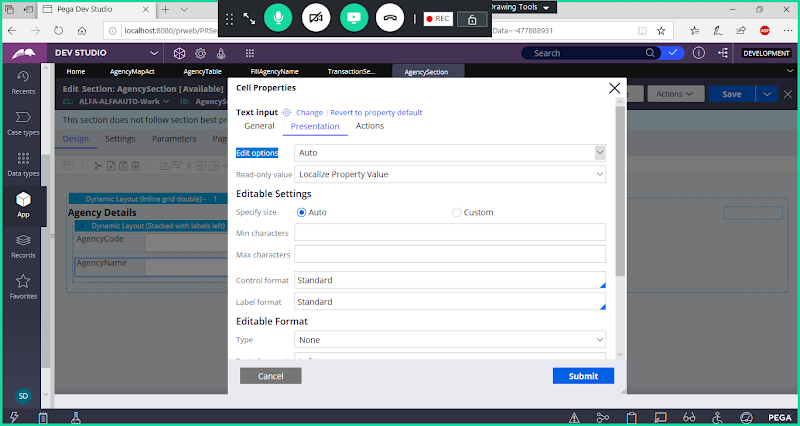 Pega Dev Studio
Drawing Tools
REC
https://localhost:8080/prweb/PRSe
Data=-477888931
ABP
DEV STUDIO
Search
DEVELOPMENT
Home
AgencyMapAct
AgencyTable
FillAgencyName
TransactionSe...
AgencySection
Recents
Case types
Data types
App
Records
Favorites
SD
Edit Section: AgencySection [Available]
CL: ALFA-ALFAAUTO-Work
ID: AgencyS
Actions
Save
This section does not follow section best pr
Design
Settings
Parameters
Pag
Dynamic Layout (Inline grid double) - 1
Agency Details
Dynamic Layout (Stacked with labels left)
AgencyCode
AgencyName
Cell Properties
Text input
Change | Revert to property default
General
Presentation
Actions
Edit options
Auto
Read-only value
Localize Property Value
Editable Settings
Specify size
Auto
Custom
Min characters
Max characters
Control format
Standard
Label format
Standard
Editable Format
Type
None
Cancel
Submit
PEGA